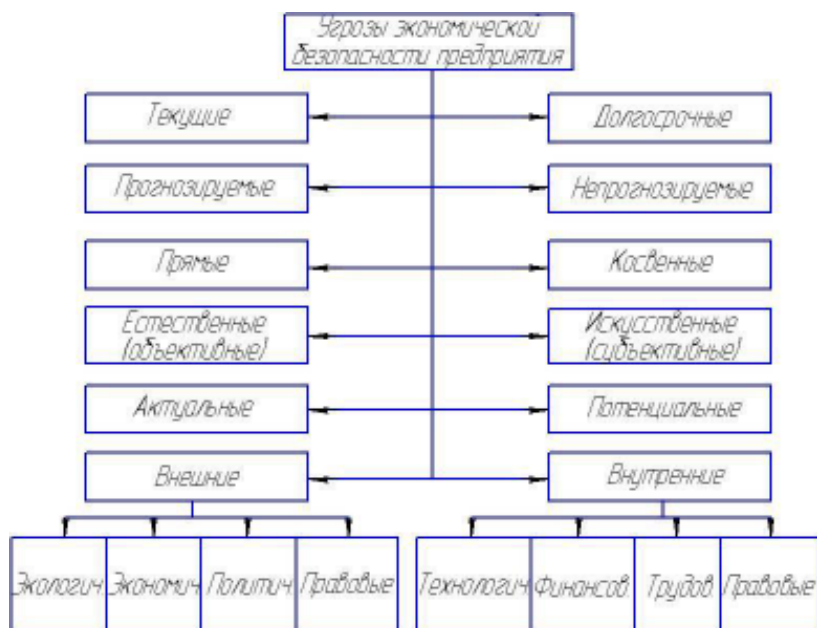 Угрозы экономической
безопасности предприятия
Текущие
Долгосрочные
Прогнозируемые
Непрогнозируемые
Прямые
Косвенные
Естественные
(объективные)
Искусственные
(субъективные)
Актуальные
Потенциальные
Внешние
Внутренние
Экологич.
Экономич.
Политич.
Правовые
Технологич.
Финансов.
Трудов.
Правовые